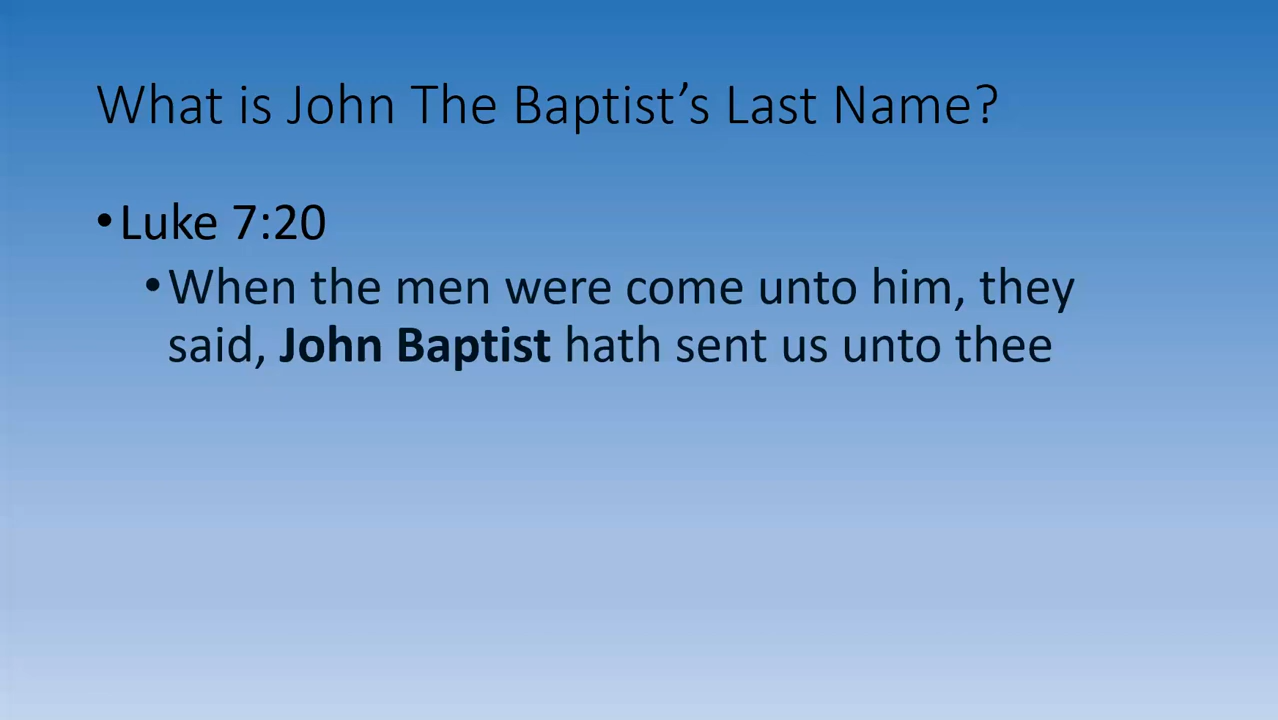 What is John The Baptist’s Last Name?
•Luke 7:20
•When the men were come unto him, they
said, John Baptist hath sent us unto thee